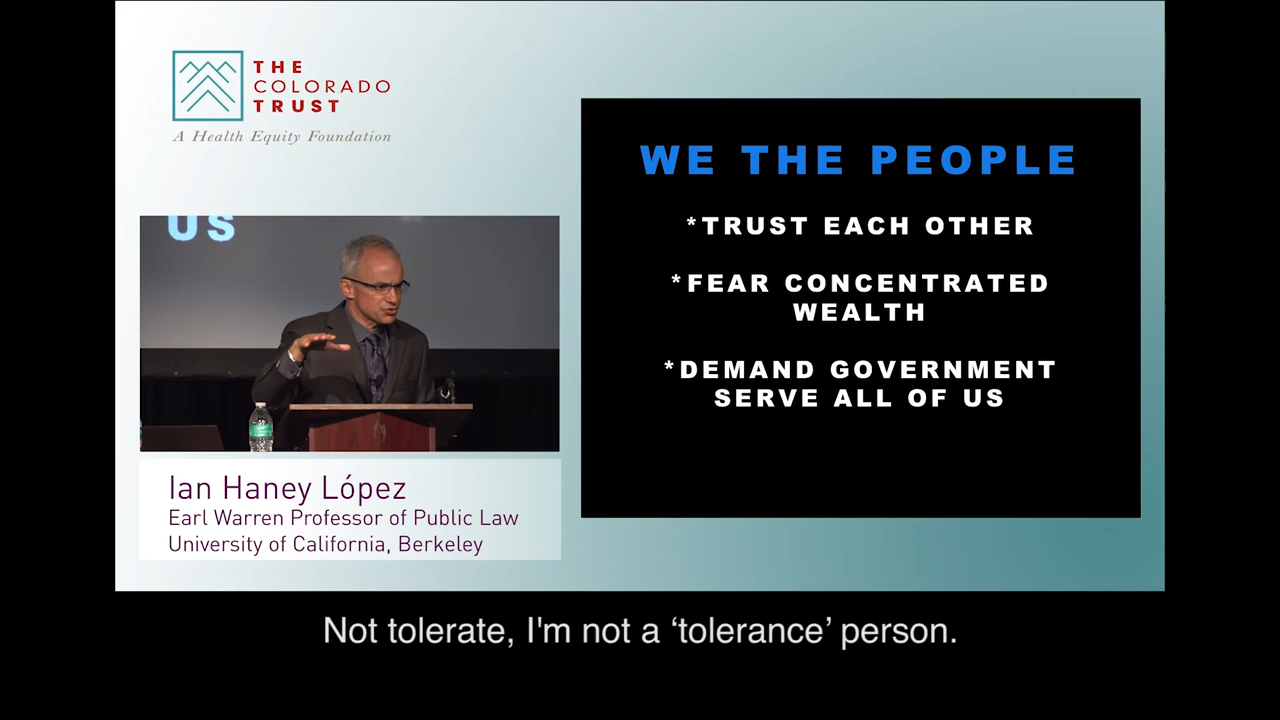 THE
COLORADO
TRUST
A Health Equity Foundation
US
Ian Haney López
Earl Warren Professor of Public Law
University of California, Berkeley
WE THE PEOPLE
*TRUST EACH OTHER
*FEAR CONCENTRATED
WEALTH
*DEMAND GOVERNMENT
SERVE ALL OF US
Not tolerate, I'm not a ‘tolerance’ person.